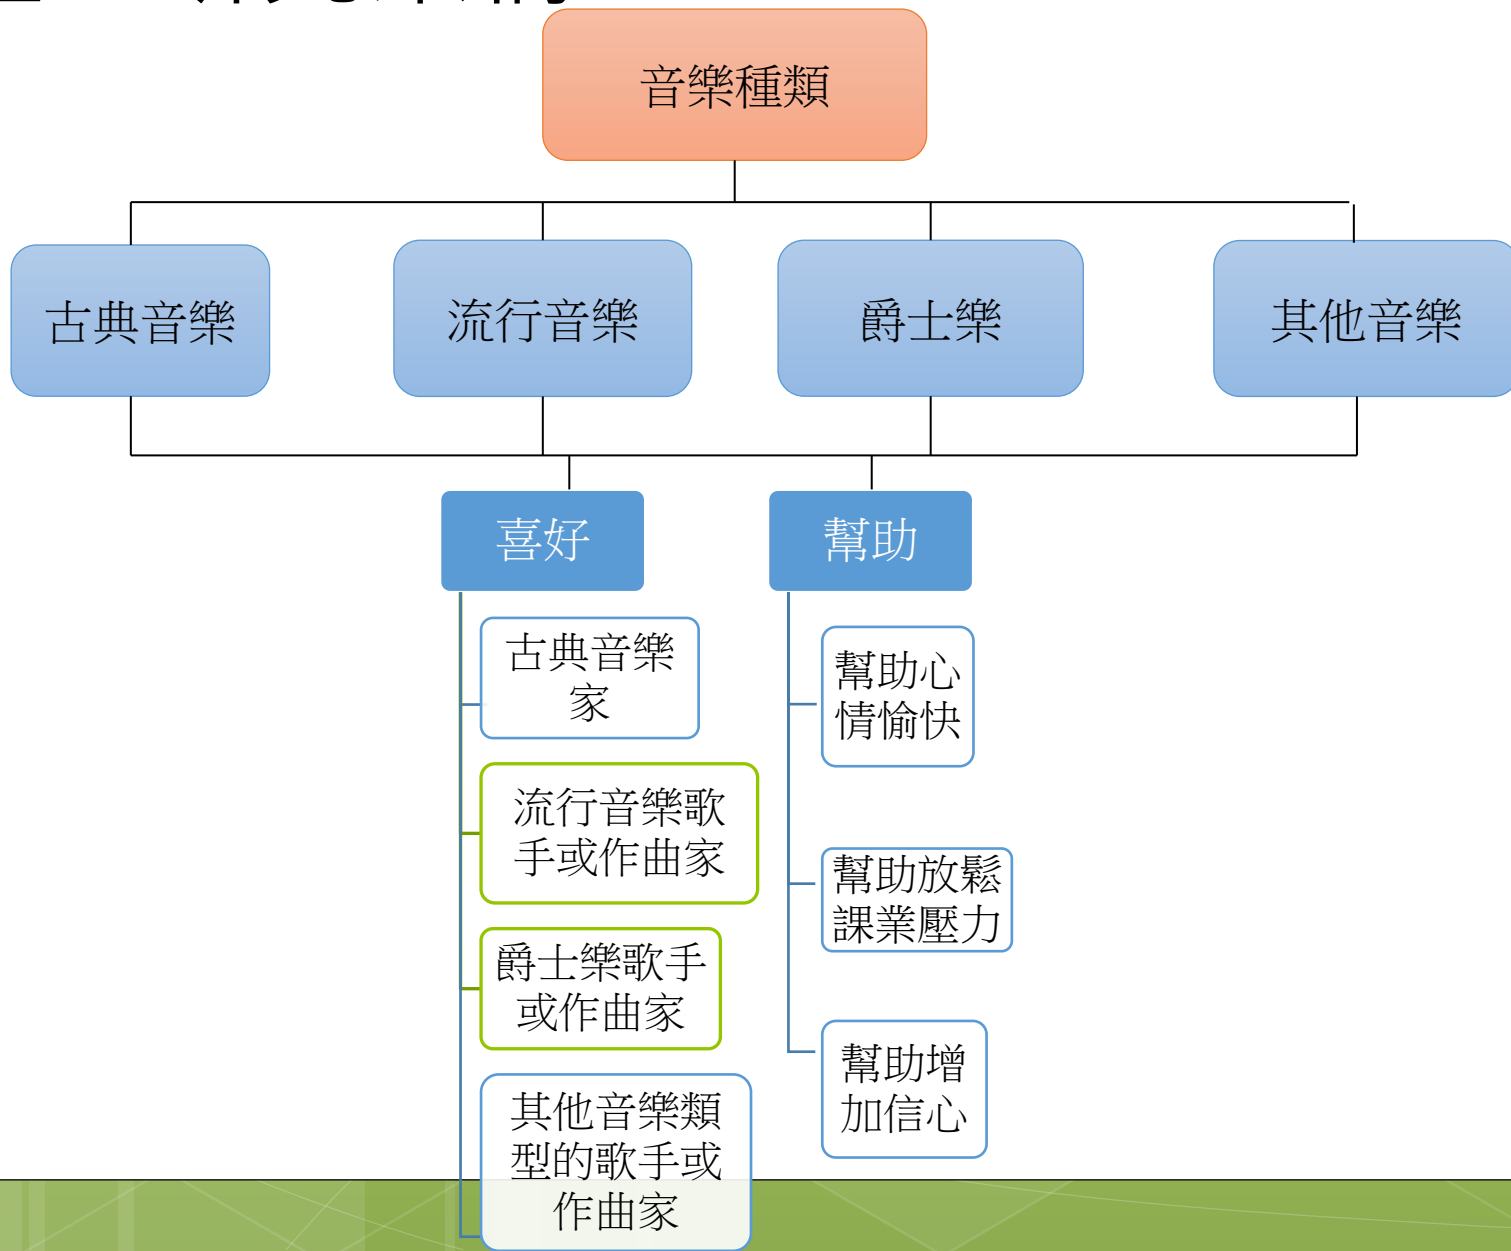 音樂種類
古典音樂
流行音樂
爵士樂
其他音樂
喜好
幫助
古典音樂
家
流行音樂歌
手或作曲家
爵士樂歌手
或作曲家
其他音樂類
型的歌手或
作曲家
幫助心
情愉快
幫助放鬆
課業壓力
幫助增
加信心